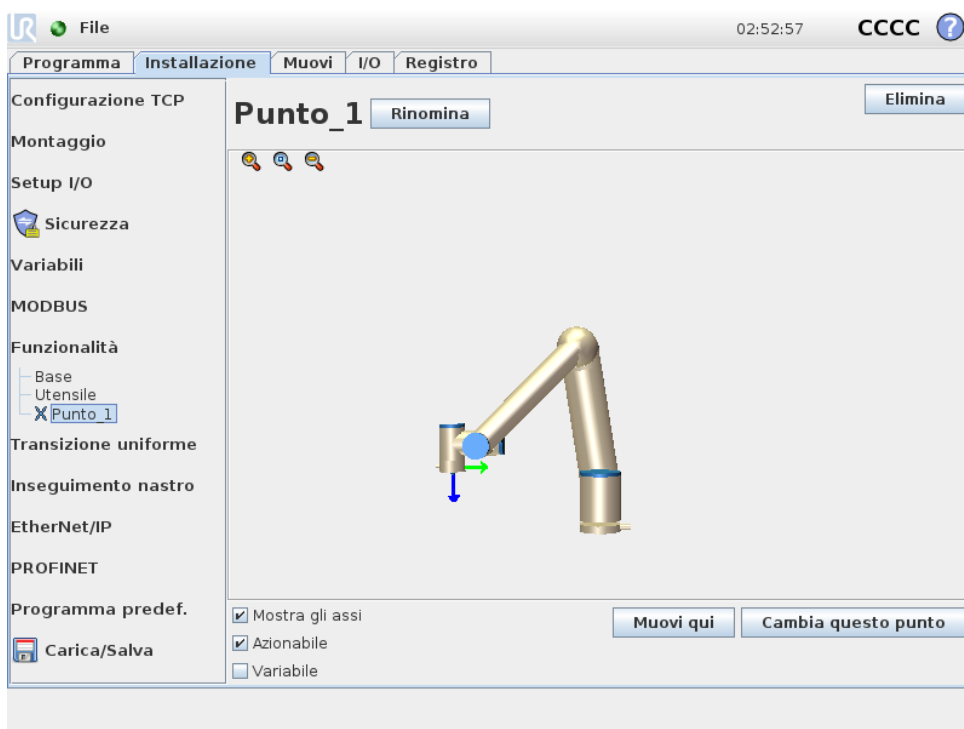 UR File 02:52:57 CCCC ?
Programma Installazione Muovi I/O Registro
Configurazione TCP
Montaggio
Setup I/O
Sicurezza
Variabili
MODBUS
Funzionalità
Base
Utensile
Punto_1
Transizione uniforme
Inseguimento nastro
EtherNet/IP
PROFINET
Programma predef.
Carica/Salva
Punto_1 Rinomina Elimina
Mostra gli assi
Azionabile
Variabile
Muovi qui Cambia questo punto